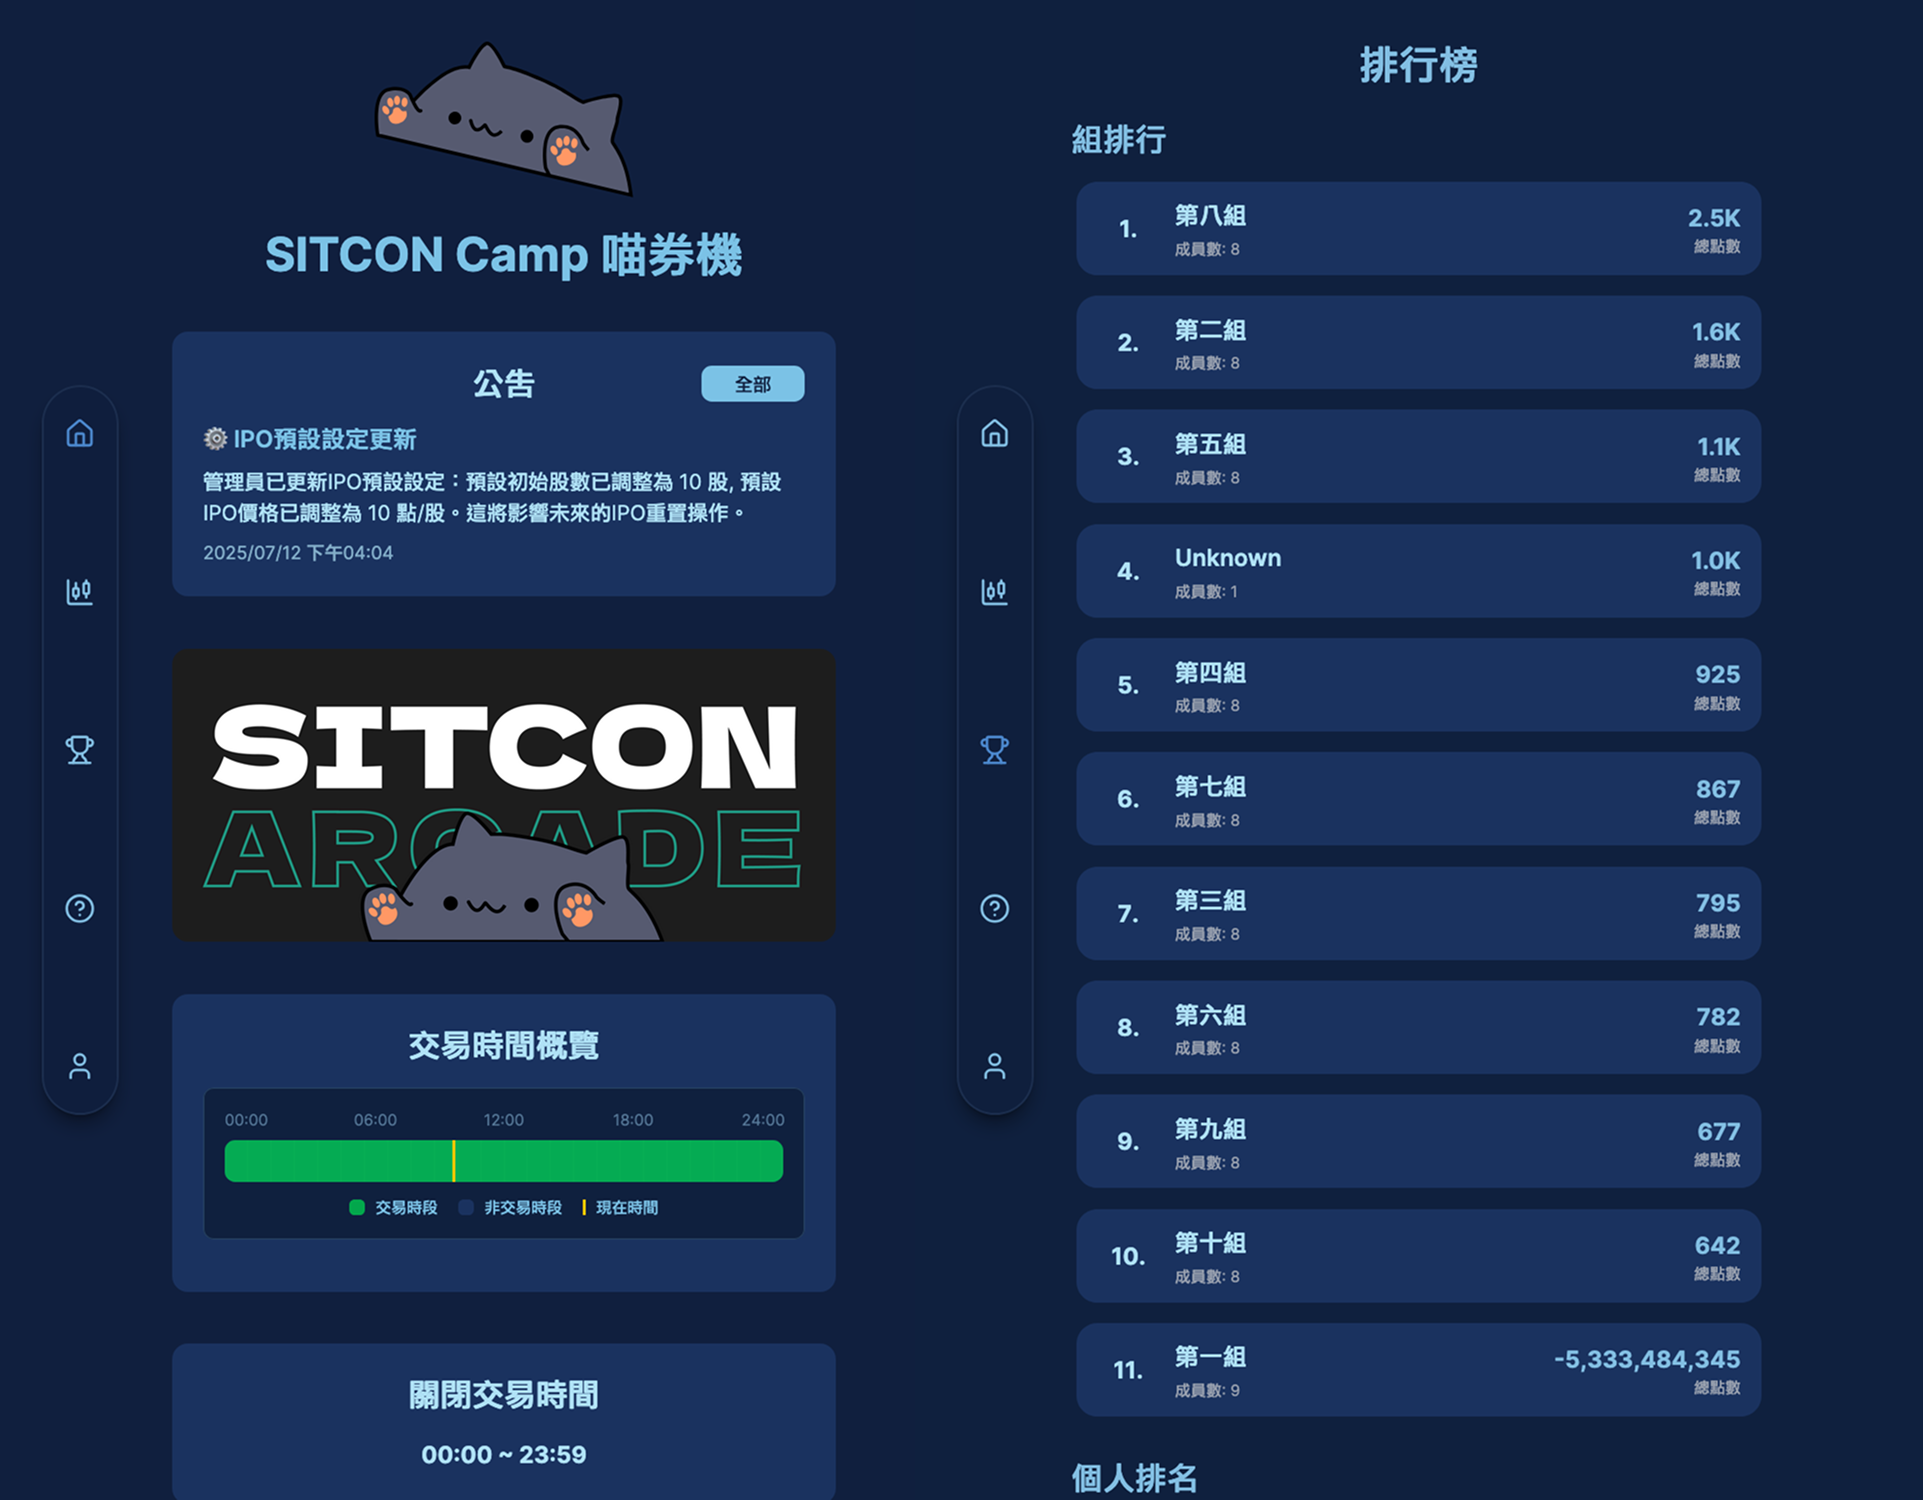 SITCON Camp 喵券機
公告
全部
⚙️ IPO預設設定更新
管理員已更新IPO預設設定：預設初始股數已調整為 10 股, 預設
IPO價格已調整為 10 點/股。這將影響未來的IPO重置操作。
2025/07/12 下午04:04
SITCON
ARCADE
交易時間概覽
00:00 06:00 12:00 18:00 24:00
交易時段 非交易時段 現在時間
關閉交易時間
00:00 ~ 23:59
排行榜
組排行
1. 第八組 2.5K
成員數: 8 總點數
2. 第二組 1.6K
成員數: 8 總點數
3. 第五組 1.1K
成員數: 8 總點數
4. Unknown 1.0K
成員數: 1 總點數
5. 第四組 925
成員數: 8 總點數
6. 第七組 867
成員數: 8 總點數
7. 第三組 795
成員數: 8 總點數
8. 第六組 782
成員數: 8 總點數
9. 第九組 677
成員數: 8 總點數
10. 第十組 642
成員數: 8 總點數
11. 第一組 -5,333,484,345
成員數: 9 總點數
個人排名